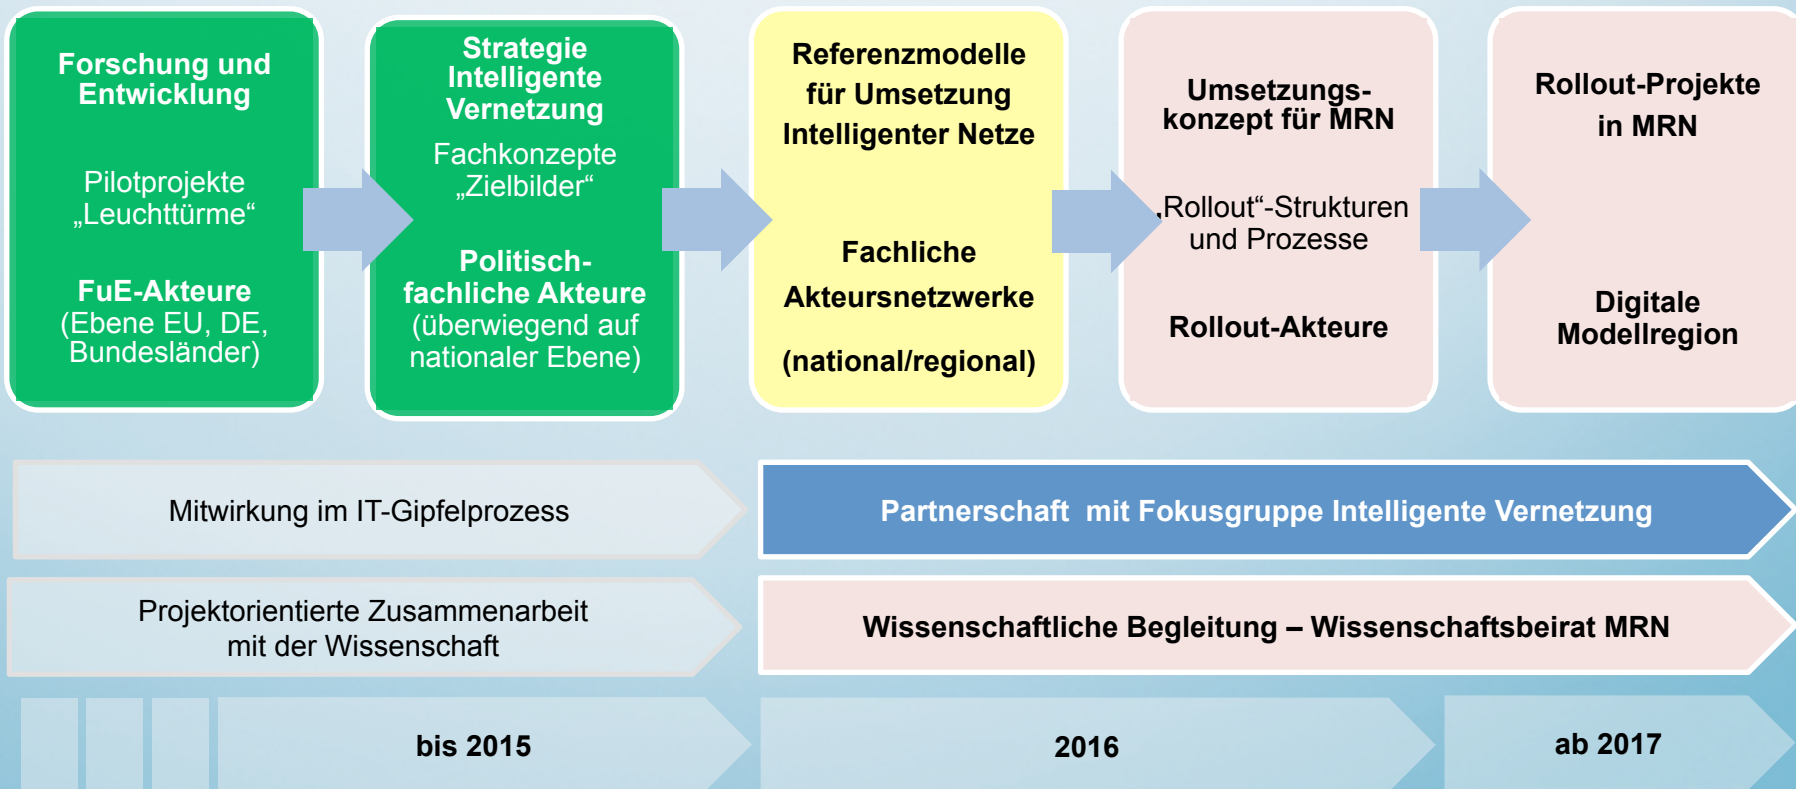 Forschung und
Entwicklung
Pilotprojekte
„Leuchttürme“
FuE-Akteure
(Ebene EU, DE,
Bundesländer)
Strategie
Intelligente
Vernetzung
Fachkonzepte
„Zielbilder“
Politisch-
fachliche Akteure
(überwiegend auf
nationaler Ebene)
Referenzmodelle
für Umsetzung
Intelligenter Netze
Fachliche
Akteursnetzwerke
(national/regional)
Umsetzungs-
konzept für MRN
„Rollout“-Strukturen
und Prozesse
Rollout-Akteure
Rollout-Projekte
in MRN
Digitale
Modellregion
Mitwirkung im IT-Gipfelprozess
Partnerschaft mit Fokusgruppe Intelligente Vernetzung
Projektorientierte Zusammenarbeit
mit der Wissenschaft
Wissenschaftliche Begleitung – Wissenschaftsbeirat MRN
bis 2015
2016
ab 2017